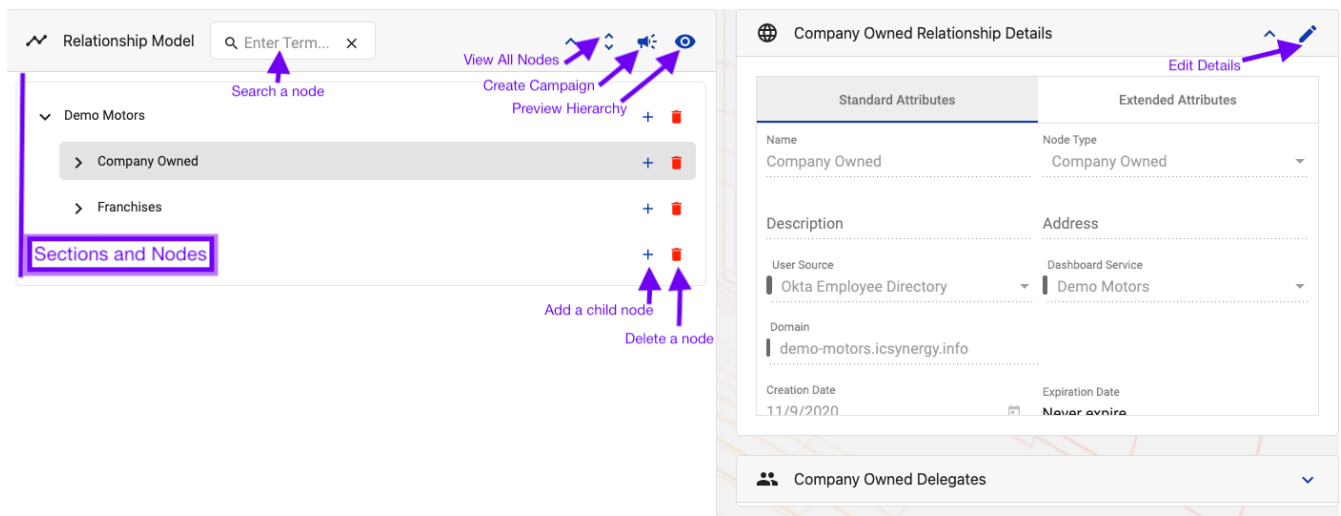 Relationship Model
Enter Term...
View All Nodes
Create Campaign
Preview Hierarchy
Search a node
Demo Motors
Company Owned
Franchises
Sections and Nodes
Add a child node
Delete a node
Company Owned Relationship Details
Edit Details
Standard Attributes Extended Attributes
Name Node Type
Company Owned Company Owned
Description Address
User Source Dashboard Service
Okta Employee Directory Demo Motors
Domain
demo-motors.icsynergy.info
Creation Date Expiration Date
11/9/2020 Never expire
Company Owned Delegates